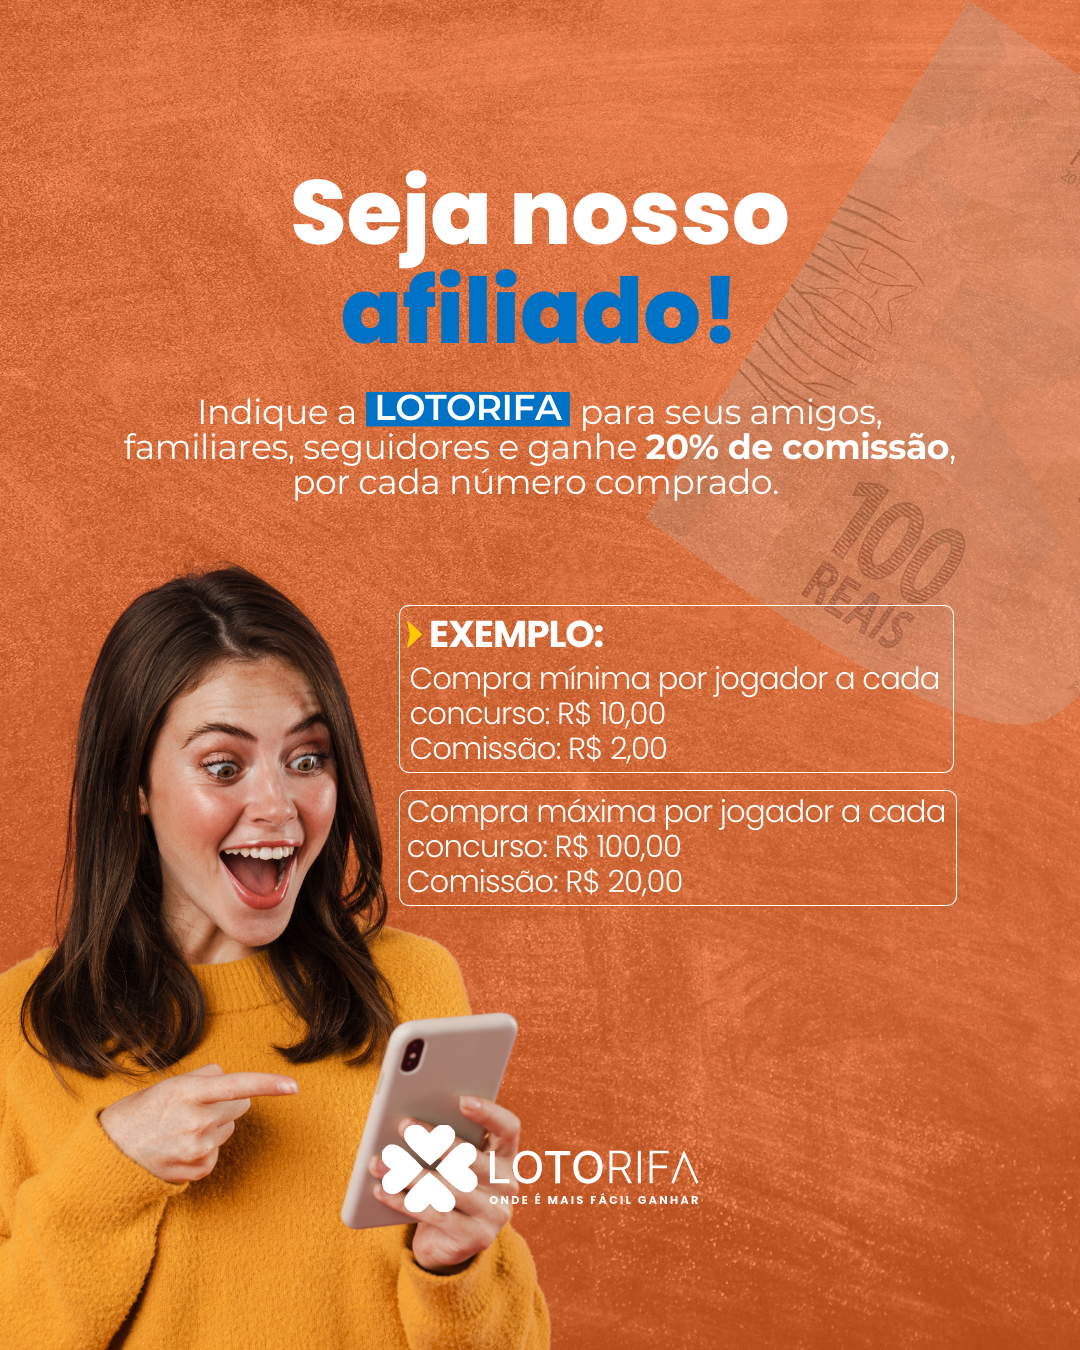 Seja nosso
afiliado!
Indique a LOTORIFA para seus amigos,
familiares, seguidores e ganhe 20% de comissão,
por cada número comprado.
100
REAIS
EXEMPLO:
Compra mínima por jogador a cada
concurso: R$ 10,00
Comissão: R$ 2,00
Compra máxima por jogador a cada
concurso: R$ 100,00
Comissão: R$ 20,00
LOTORIFA
ONDE É MAIS FÁCIL GANHAR